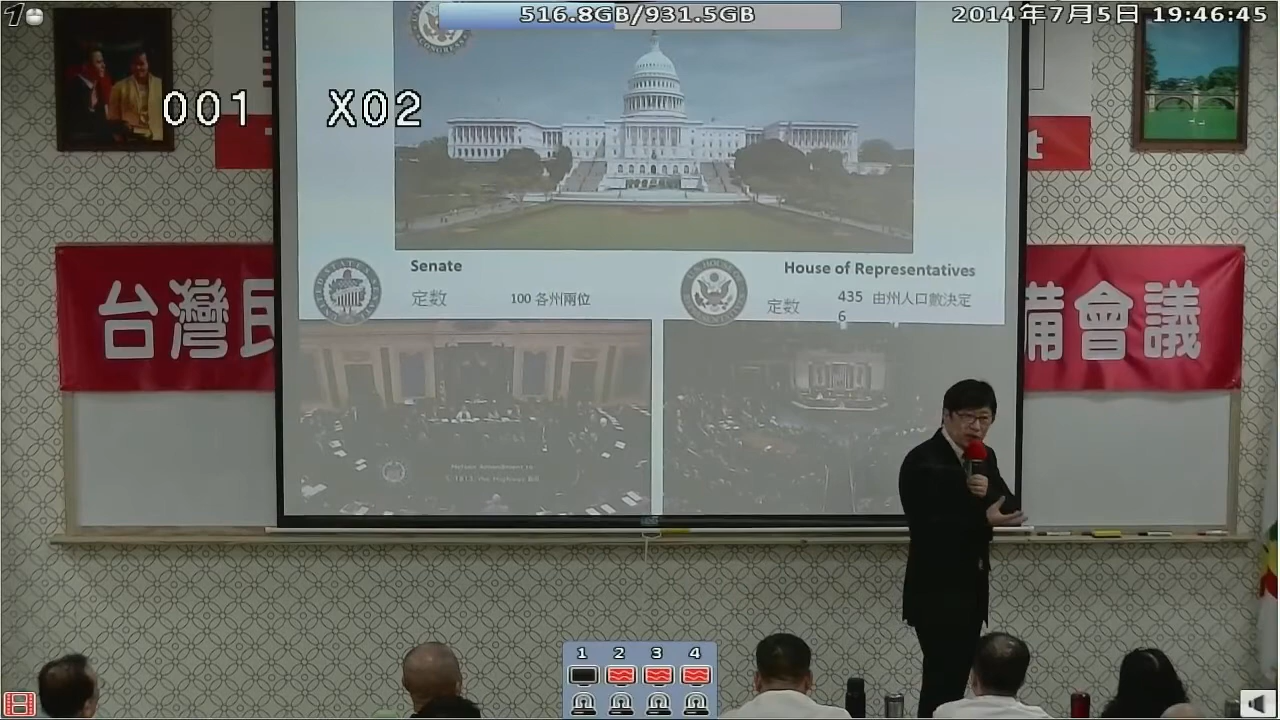 516.8GB/931.5GB
2014年7月5日 19:46:45
001 X02
CONGRESS
t
Senate
House of Representatives
定数
100 各州兩位
定数
435 由州人口數決定
6
台灣民
備會議
1 2 3 4